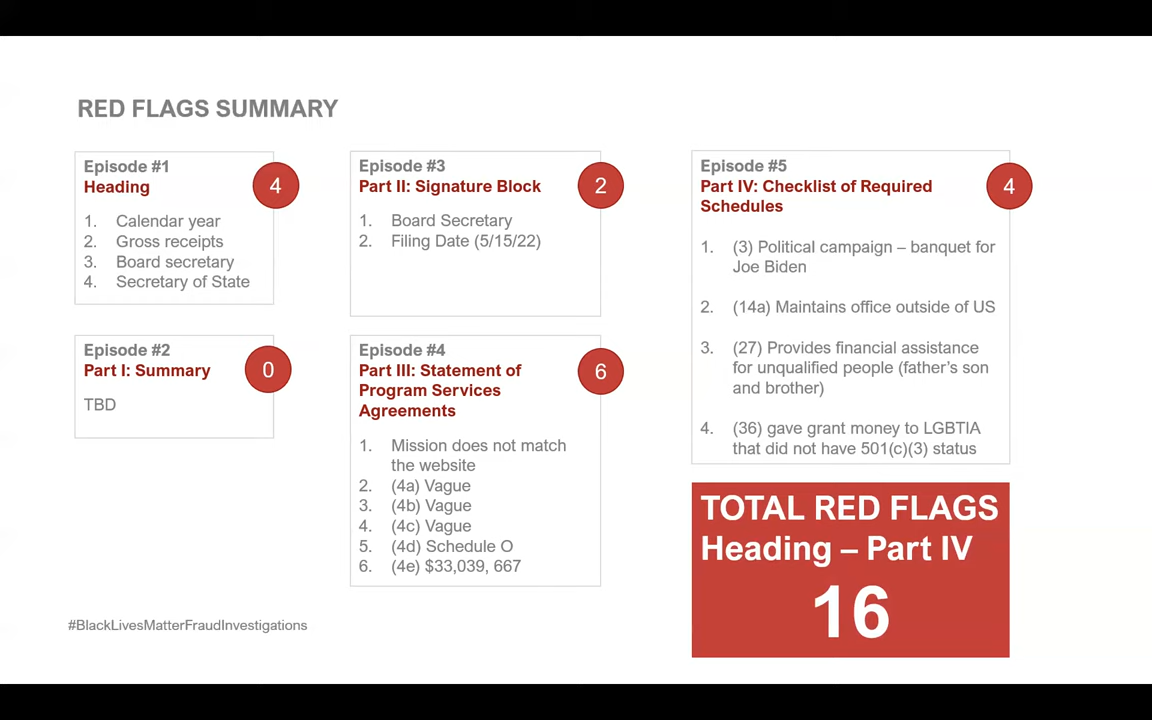 RED FLAGS SUMMARY
Episode #1
Heading
4
1. Calendar year
2. Gross receipts
3. Board secretary
4. Secretary of State
Episode #2
Part I: Summary
0
TBD
Episode #3
Part II: Signature Block
2
1. Board Secretary
2. Filing Date (5/15/22)
Episode #4
Part III: Statement of
Program Services
Agreements
6
1. Mission does not match
the website
2. (4a) Vague
3. (4b) Vague
4. (4c) Vague
5. (4d) Schedule O
6. (4e) $33,039, 667
Episode #5
Part IV: Checklist of Required
Schedules
4
1. (3) Political campaign – banquet for
Joe Biden
2. (14a) Maintains office outside of US
3. (27) Provides financial assistance
for unqualified people (father's son
and brother)
4. (36) gave grant money to LGBTIA
that did not have 501(c)(3) status
TOTAL RED FLAGS
Heading – Part IV
16
#BlackLivesMatterFraudInvestigations